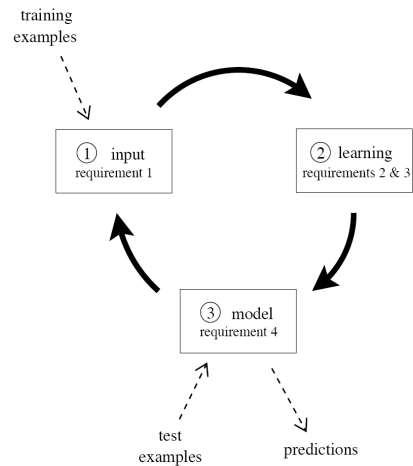 training
examples
① input
requirement 1
② learning
requirements 2 & 3
③ model
requirement 4
test
examples
predictions